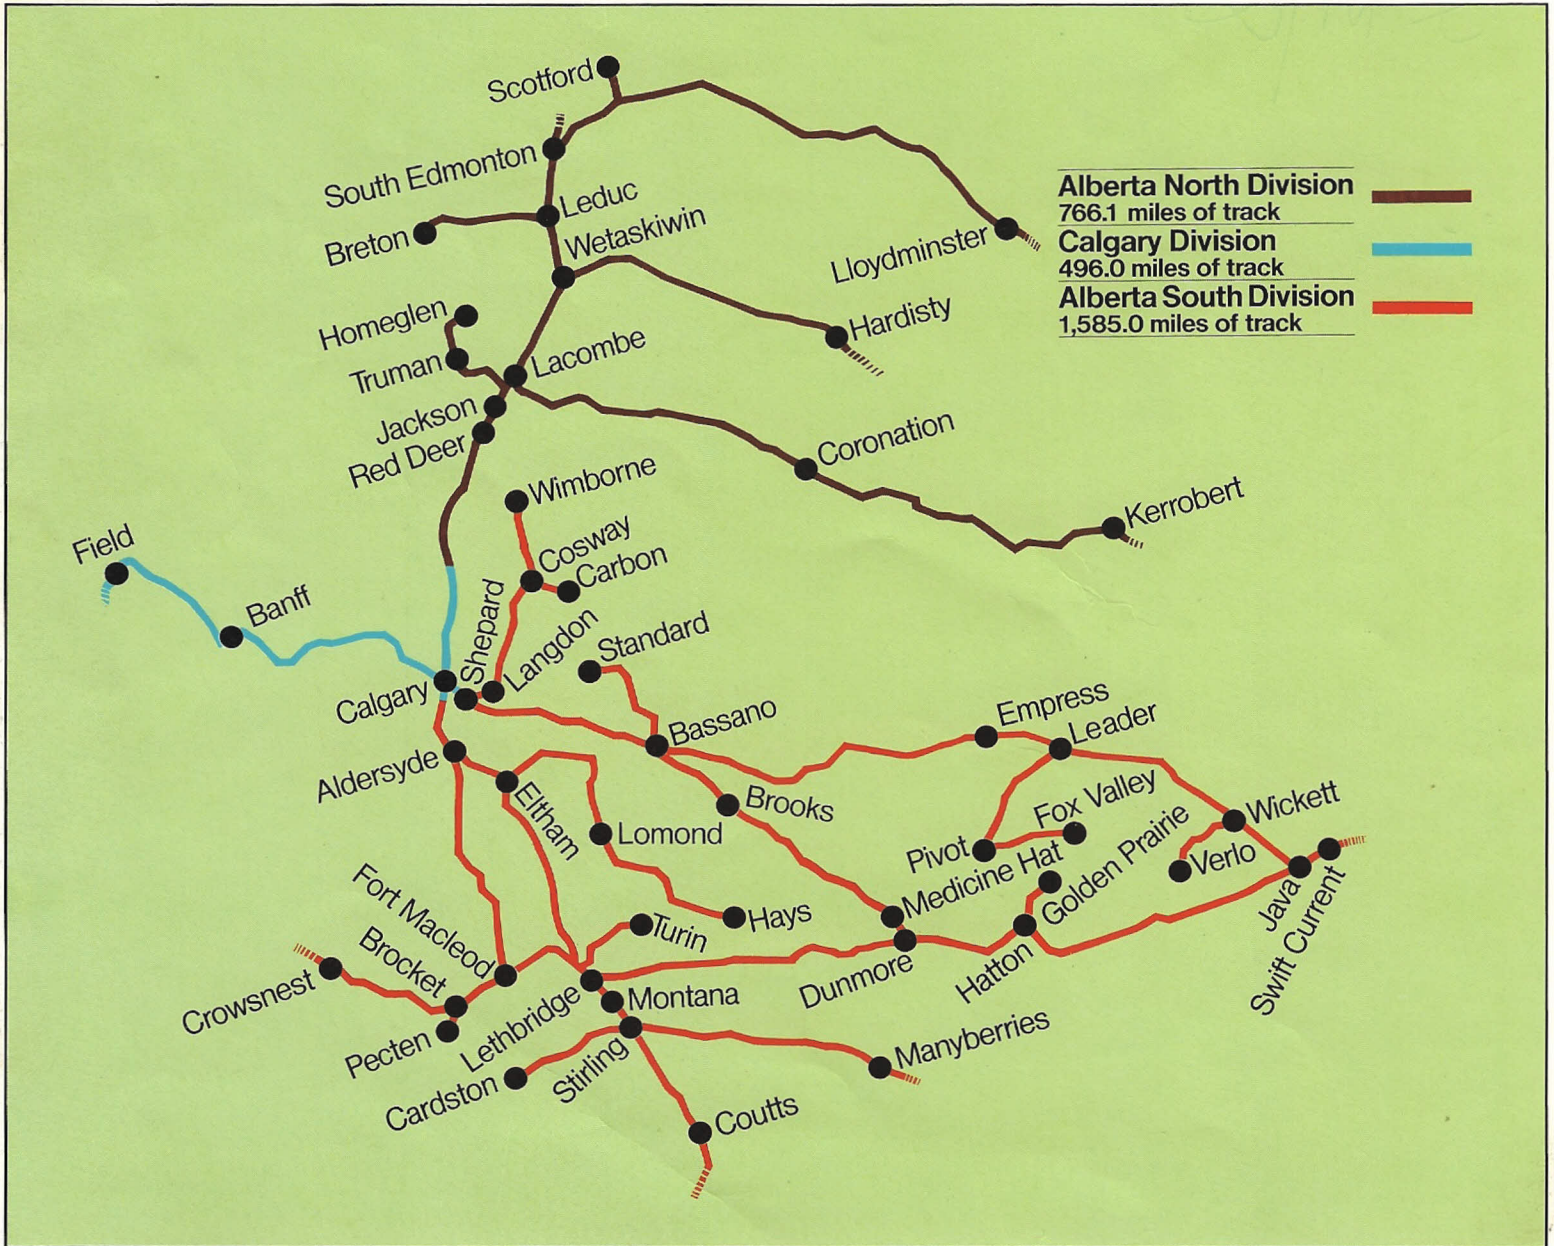 Scotford
South Edmonton
Leduc
Breton
Wetaskiwin
Lloydminster
Alberta North Division
766.1 miles of track
Calgary Division
496.0 miles of track
Alberta South Division
1,585.0 miles of track
Homeglen
Hardisty
Truman
Lacombe
Jackson
Red Deer
Coronation
Wimborne
Kerrobert
Field
Cosway
Carbon
Banff
Shepard
Langdon
Standard
Calgary
Bassano
Empress
Leader
Aldersyde
Eltham
Brooks
Fox Valley
Wickett
Lomond
Pivot
Golden Prairie
Verlo
Medicine Hat
Fort Macleod
Hays
Java
Swift Current
Turin
Brocket
Crowsnest
Dunmore
Hatton
Lethbridge
Montana
Pecten
Stirling
Manyberries
Cardston
Coutts